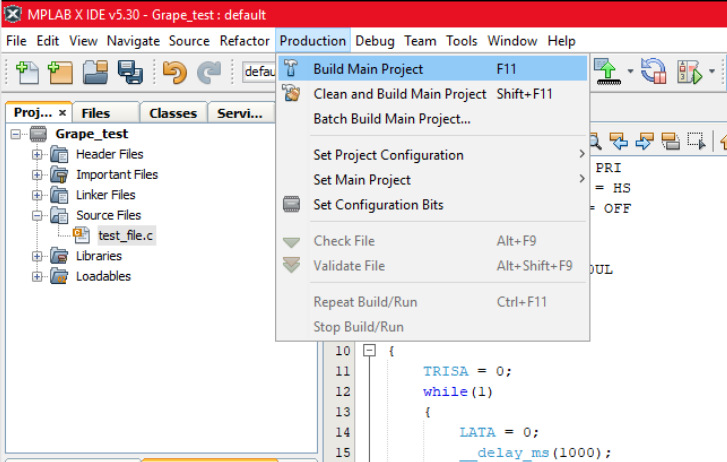 MPLAB X IDE v5.30 - Grape_test : default
File Edit View Navigate Source Refactor Production Debug Team Tools Window Help
defau
Proj... × Files Classes Servi...
Grape_test
Header Files
Important Files
Linker Files
Source Files
test_file.c
Libraries
Loadables
Build Main Project F11
Clean and Build Main Project Shift+F11
Batch Build Main Project...
Set Project Configuration
Set Main Project
Set Configuration Bits
Check File Alt+F9
Validate File Alt+Shift+F9
Repeat Build/Run Ctrl+F11
Stop Build/Run
PRI
= HS
= OFF
OUL
10 {
11 TRISA = 0;
12 while(1)
13 {
14 LATA = 0;
15 __delay_ms(1000);